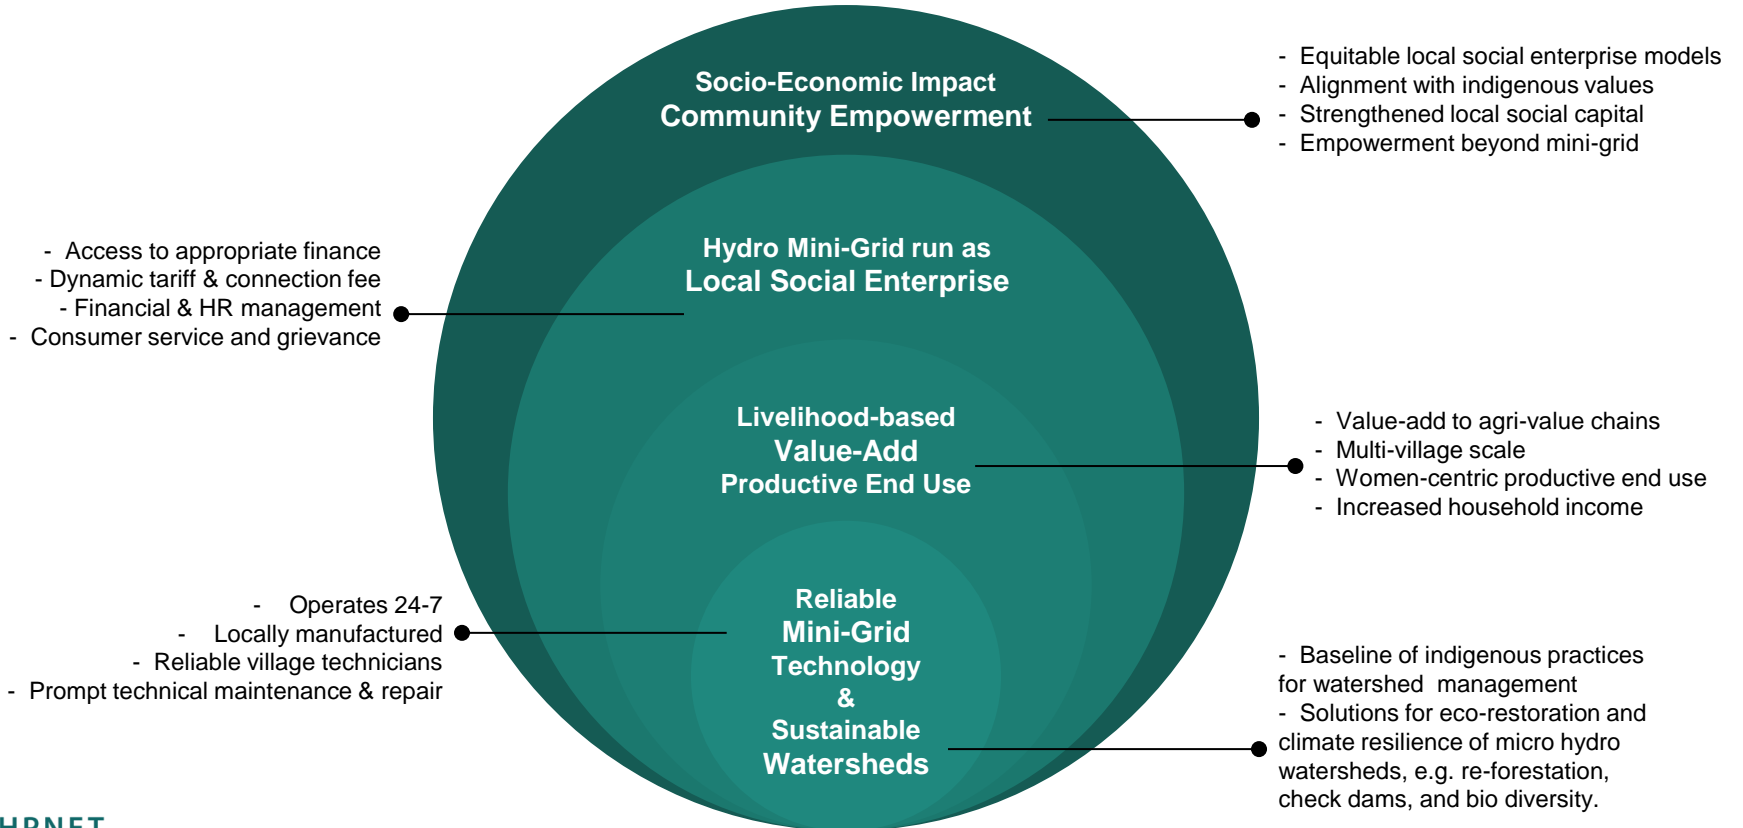 Socio-Economic Impact
Community Empowerment
- Equitable local social enterprise models
- Alignment with indigenous values
- Strengthened local social capital
- Empowerment beyond mini-grid
- Access to appropriate finance
- Dynamic tariff & connection fee
- Financial & HR management
- Consumer service and grievance
Hydro Mini-Grid run as
Local Social Enterprise
Livelihood-based
Value-Add
Productive End Use
- Value-add to agri-value chains
- Multi-village scale
- Women-centric productive end use
- Increased household income
- Operates 24-7
- Locally manufactured
- Reliable village technicians
- Prompt technical maintenance & repair
Reliable
Mini-Grid
Technology
&
Sustainable
Watersheds
- Baseline of indigenous practices
for watershed management
- Solutions for eco-restoration and
climate resilience of micro hydro
watersheds, e.g. re-forestation,
check dams, and bio diversity.